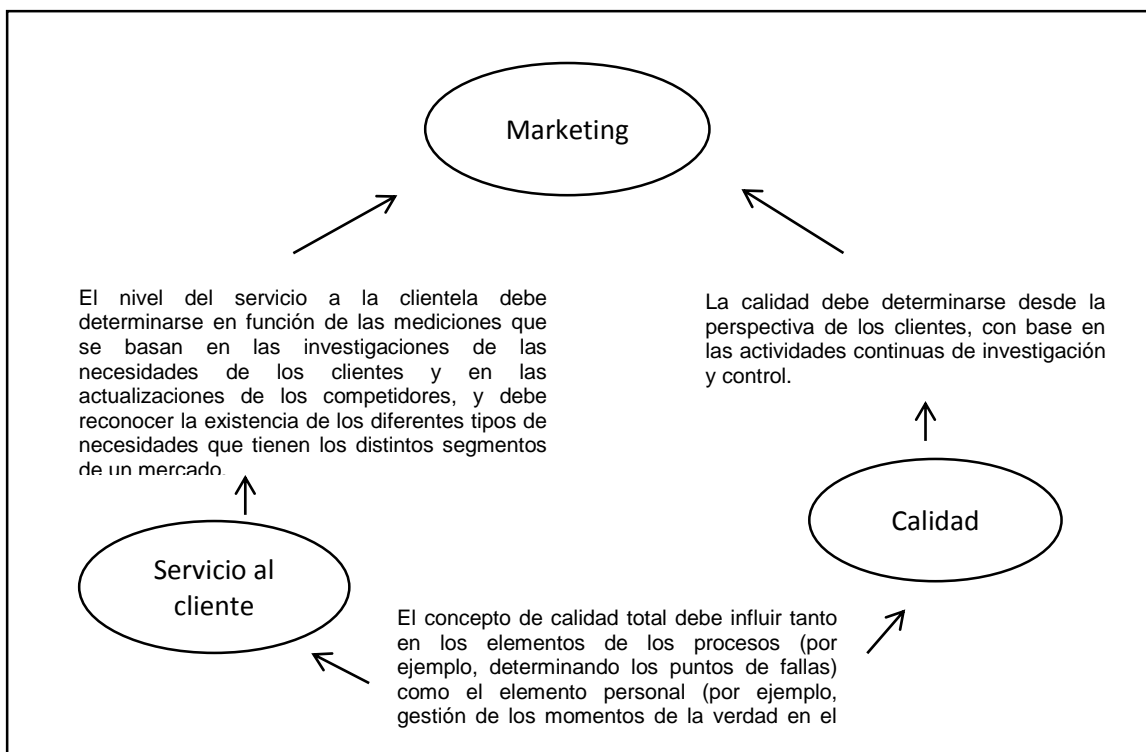 Marketing
El nivel del servicio a la clientela debe
determinarse en función de las mediciones que
se basan en las investigaciones de las
necesidades de los clientes y en las
actualizaciones de los competidores, y debe
reconocer la existencia de los diferentes tipos de
necesidades que tienen los distintos segmentos
de un mercado.
La calidad debe determinarse desde la
perspectiva de los clientes, con base en
las actividades continuas de investigación
y control.
Servicio al
cliente
Calidad
El concepto de calidad total debe influir tanto
en los elementos de los procesos (por
ejemplo, determinando los puntos de fallas)
como el elemento personal (por ejemplo,
gestión de los momentos de la verdad en el